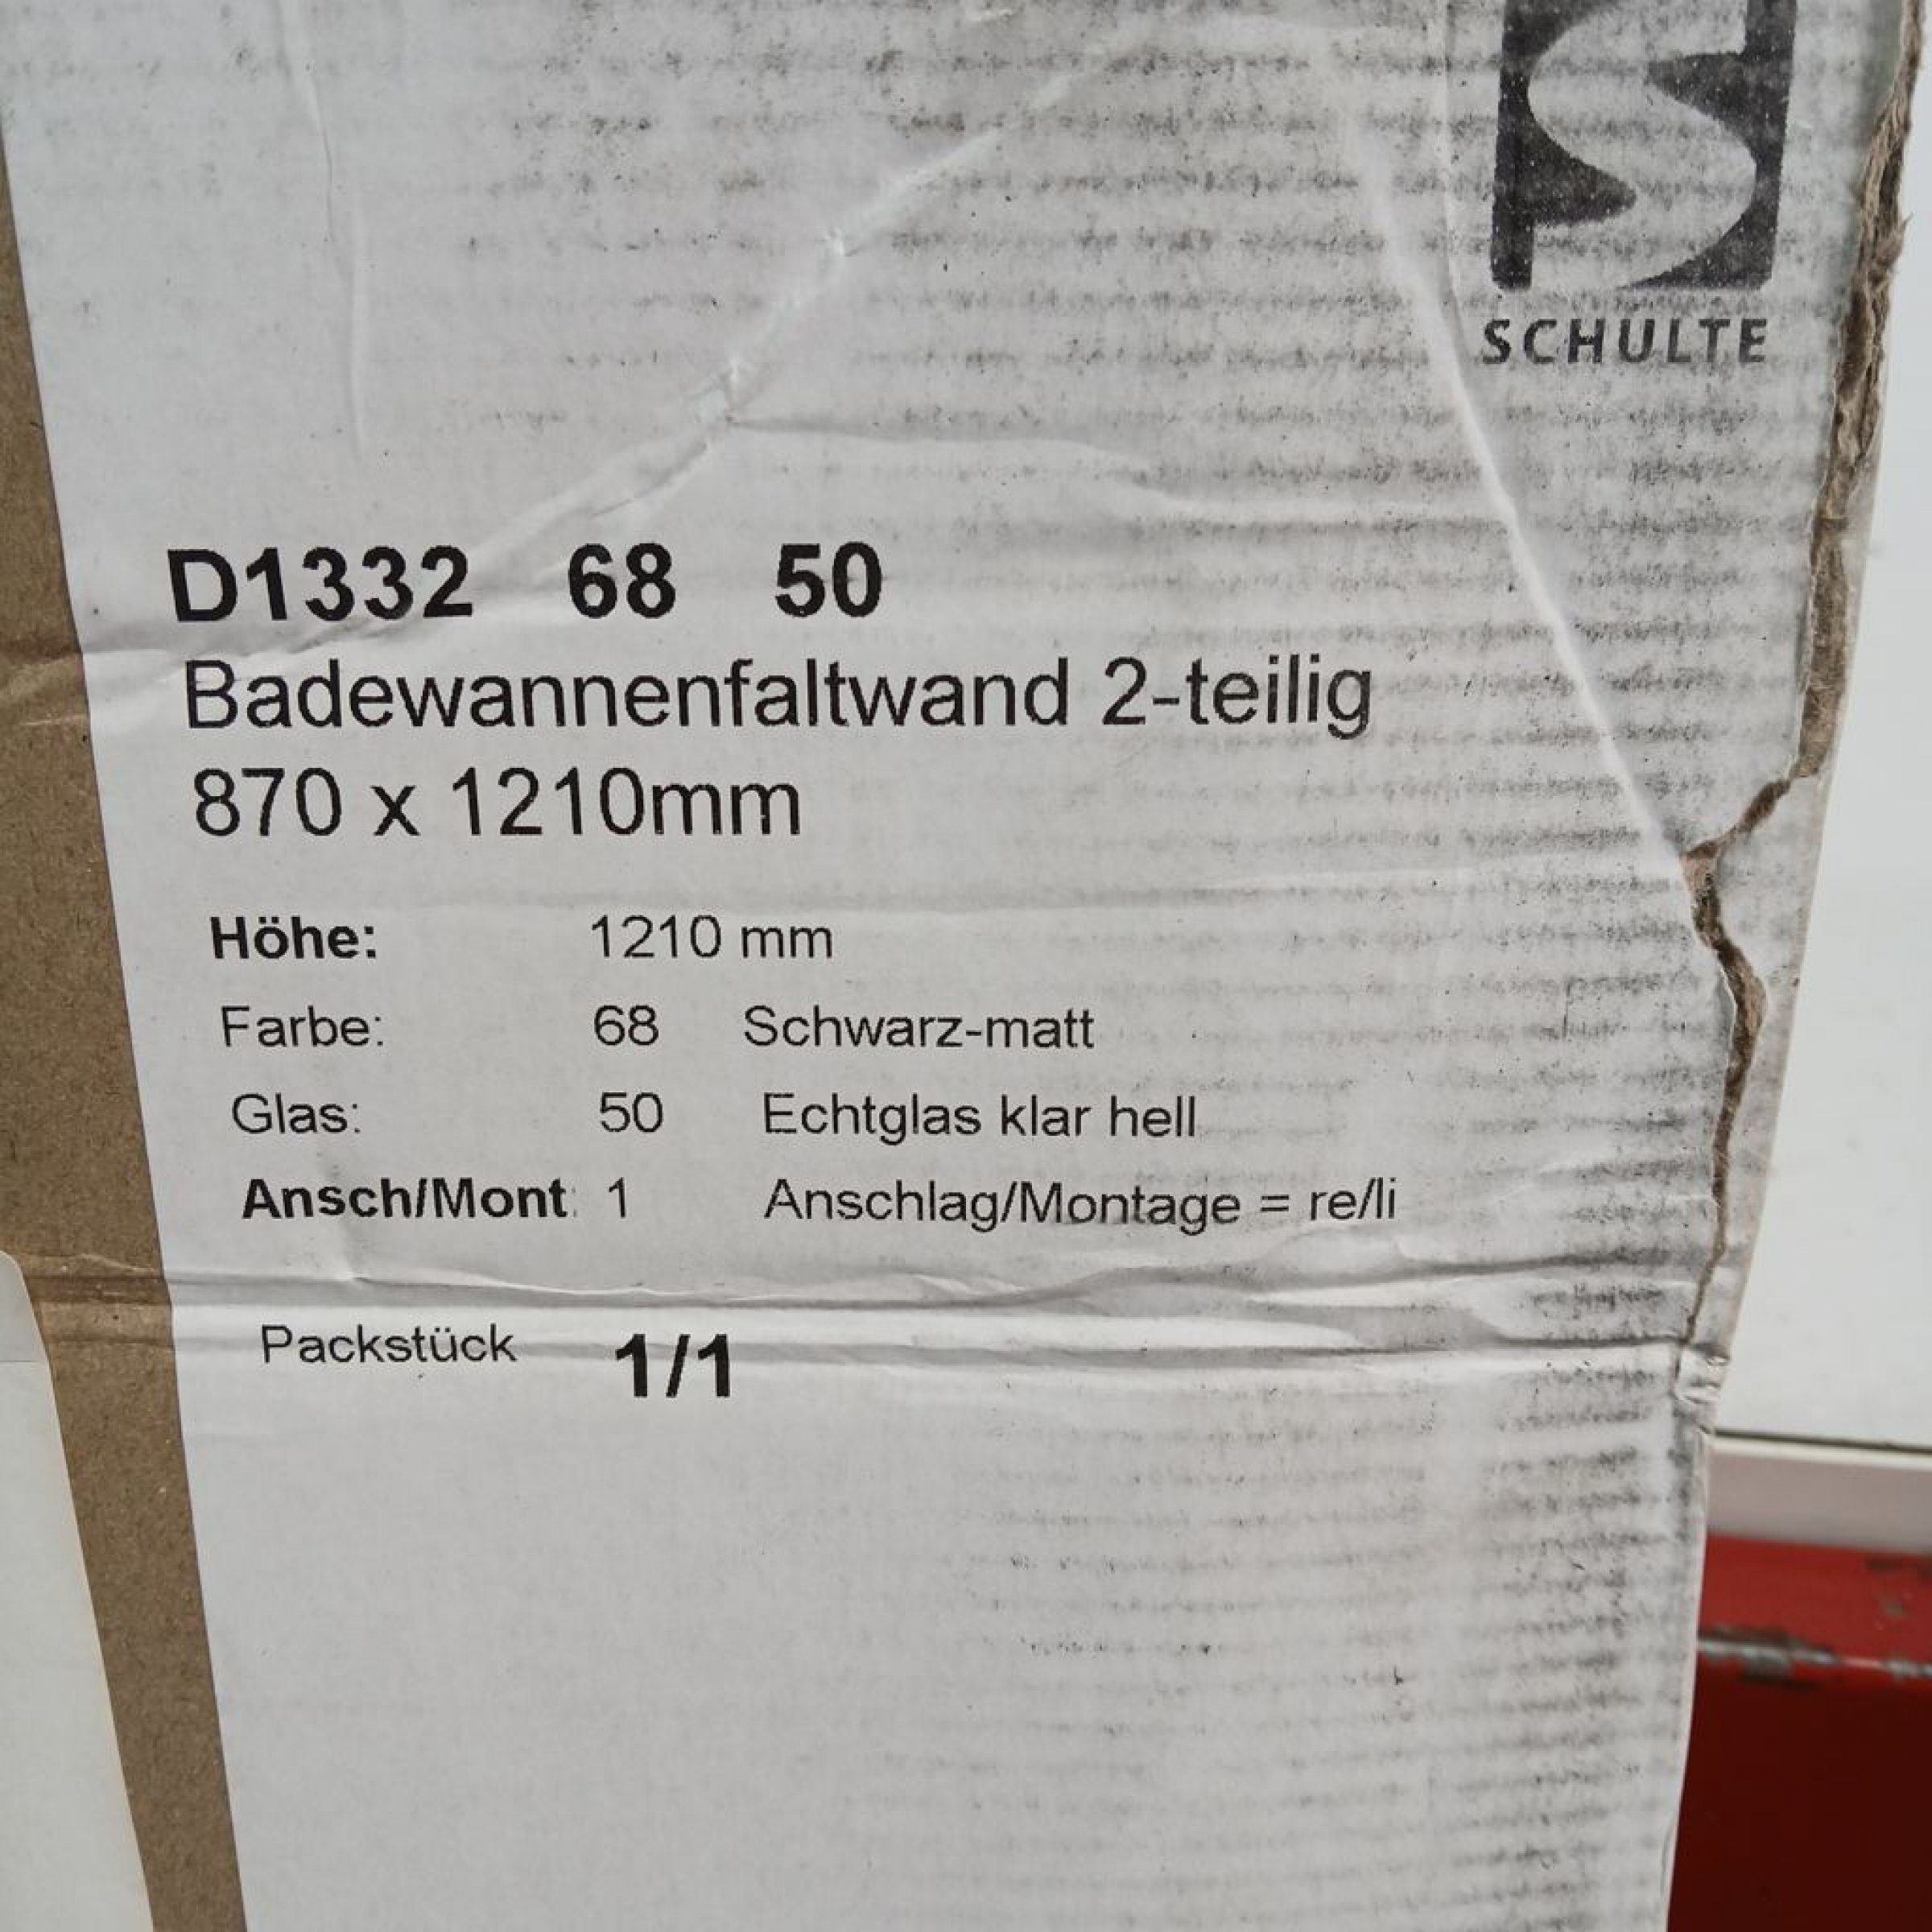 SCHULTE
D1332 68 50
Badewannenfaltwand 2-teilig
870 x 1210mm
Höhe: 1210 mm
Farbe: 68 Schwarz-matt
Glas: 50 Echtglas klar hell
Ansch/Mont: 1 Anschlag/Montage = re/li
Packstück 1/1